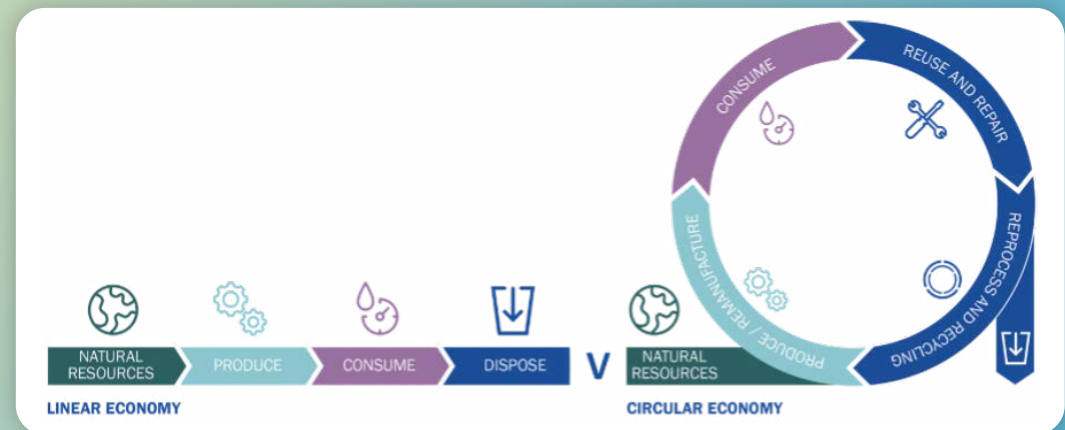 CONSUME
REUSE AND REPAIR
REPROCESS AND RECYCLING
PRODUCE / REMANUFACTURE
NATURAL
RESOURCES
PRODUCE
CONSUME
DISPOSE
V
NATURAL
RESOURCES
LINEAR ECONOMY
CIRCULAR ECONOMY